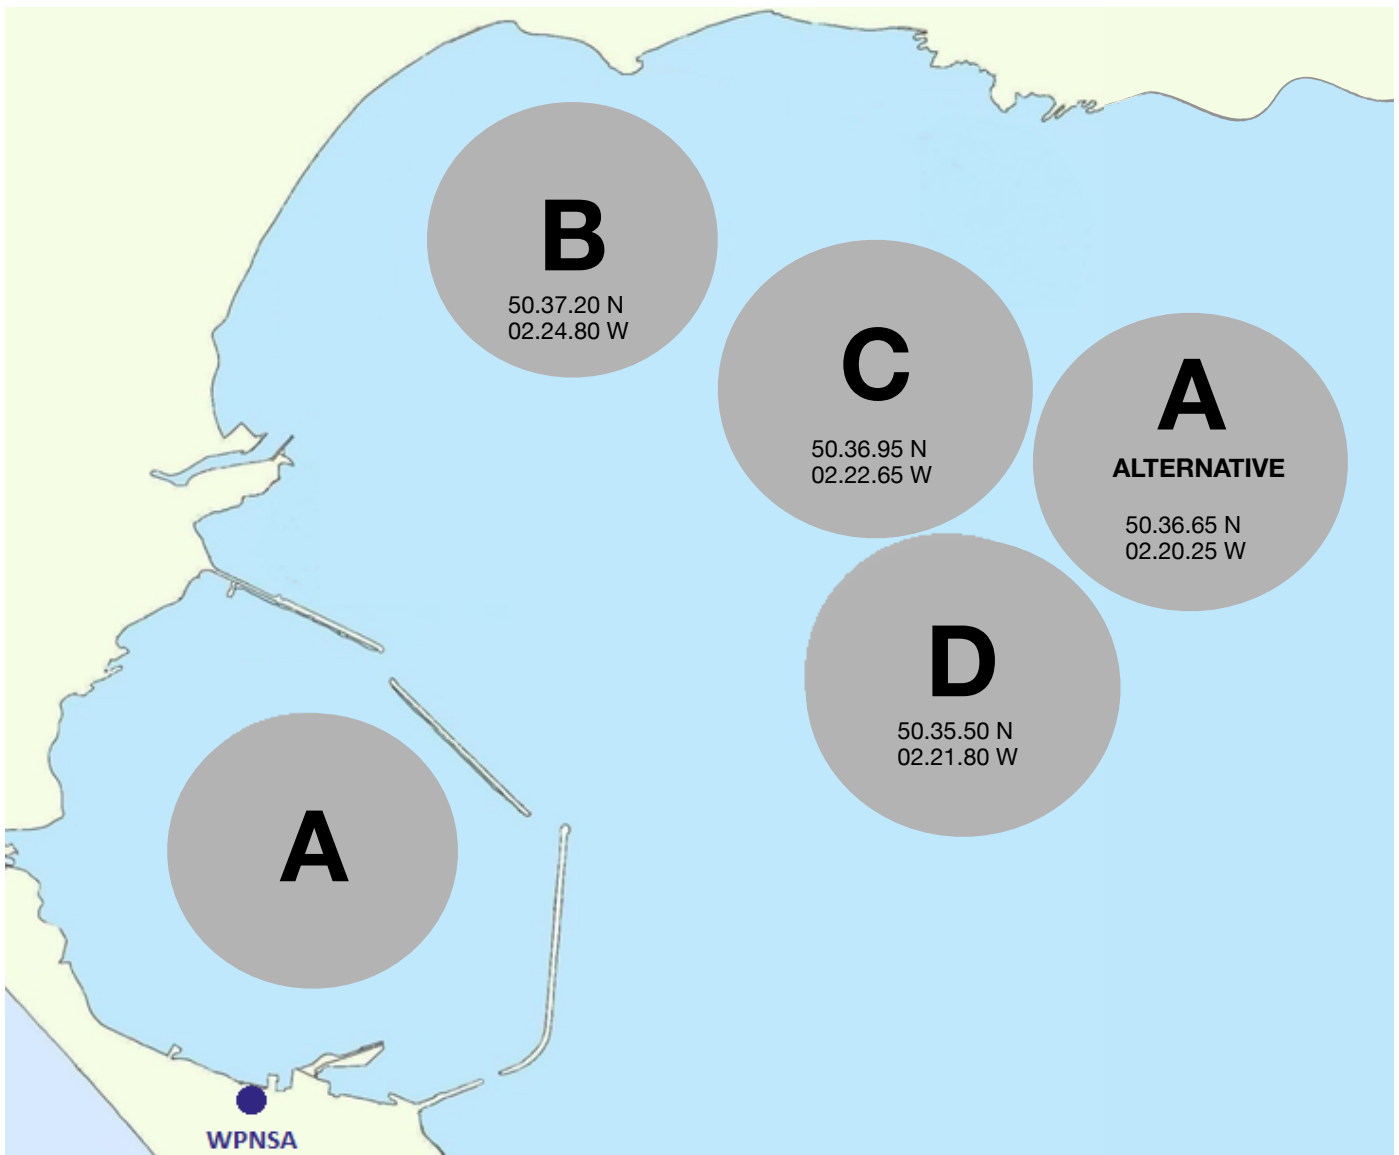 B
50.37.20 N
02.24.80 W
C
50.36.95 N
02.22.65 W
A
ALTERNATIVE
50.36.65 N
02.20.25 W
D
50.35.50 N
02.21.80 W
A
WPNSA